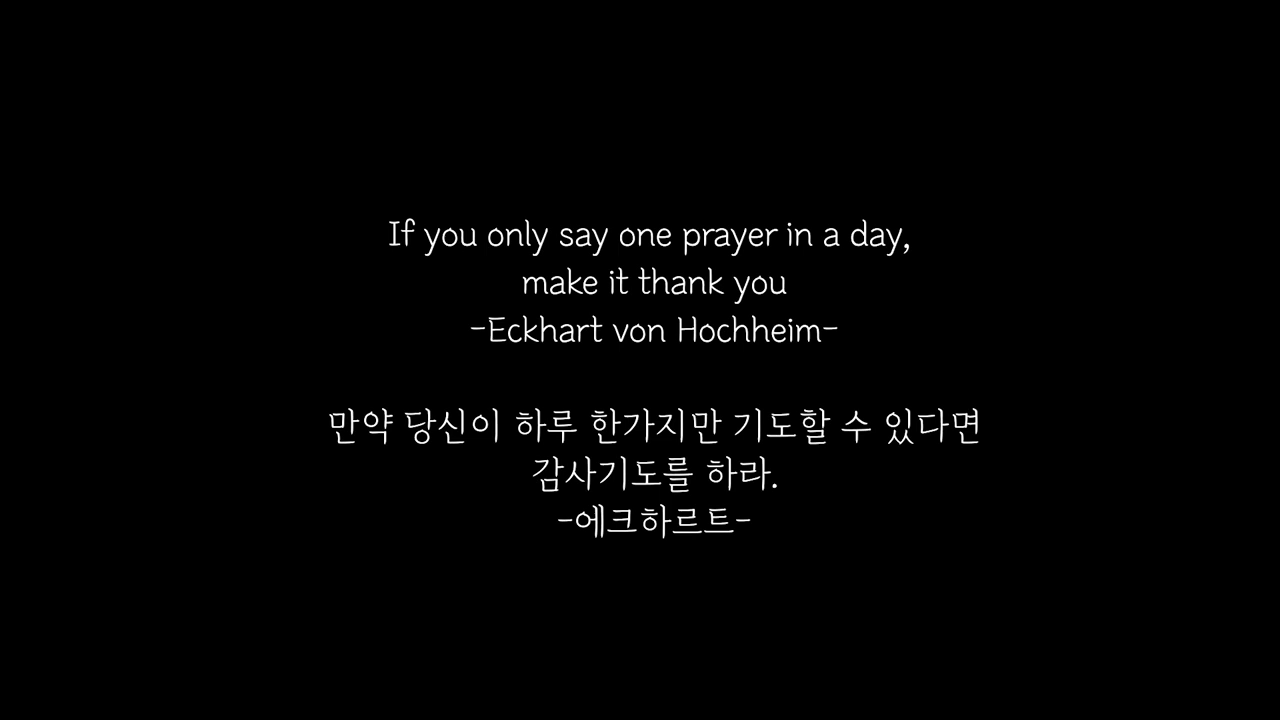 If you only say one prayer in a day,
make it thank you
-Eckhart von Hochheim-
만약 당신이 하루 한가지만 기도할 수 있다면
감사기도를 하라.
-에크하르트-